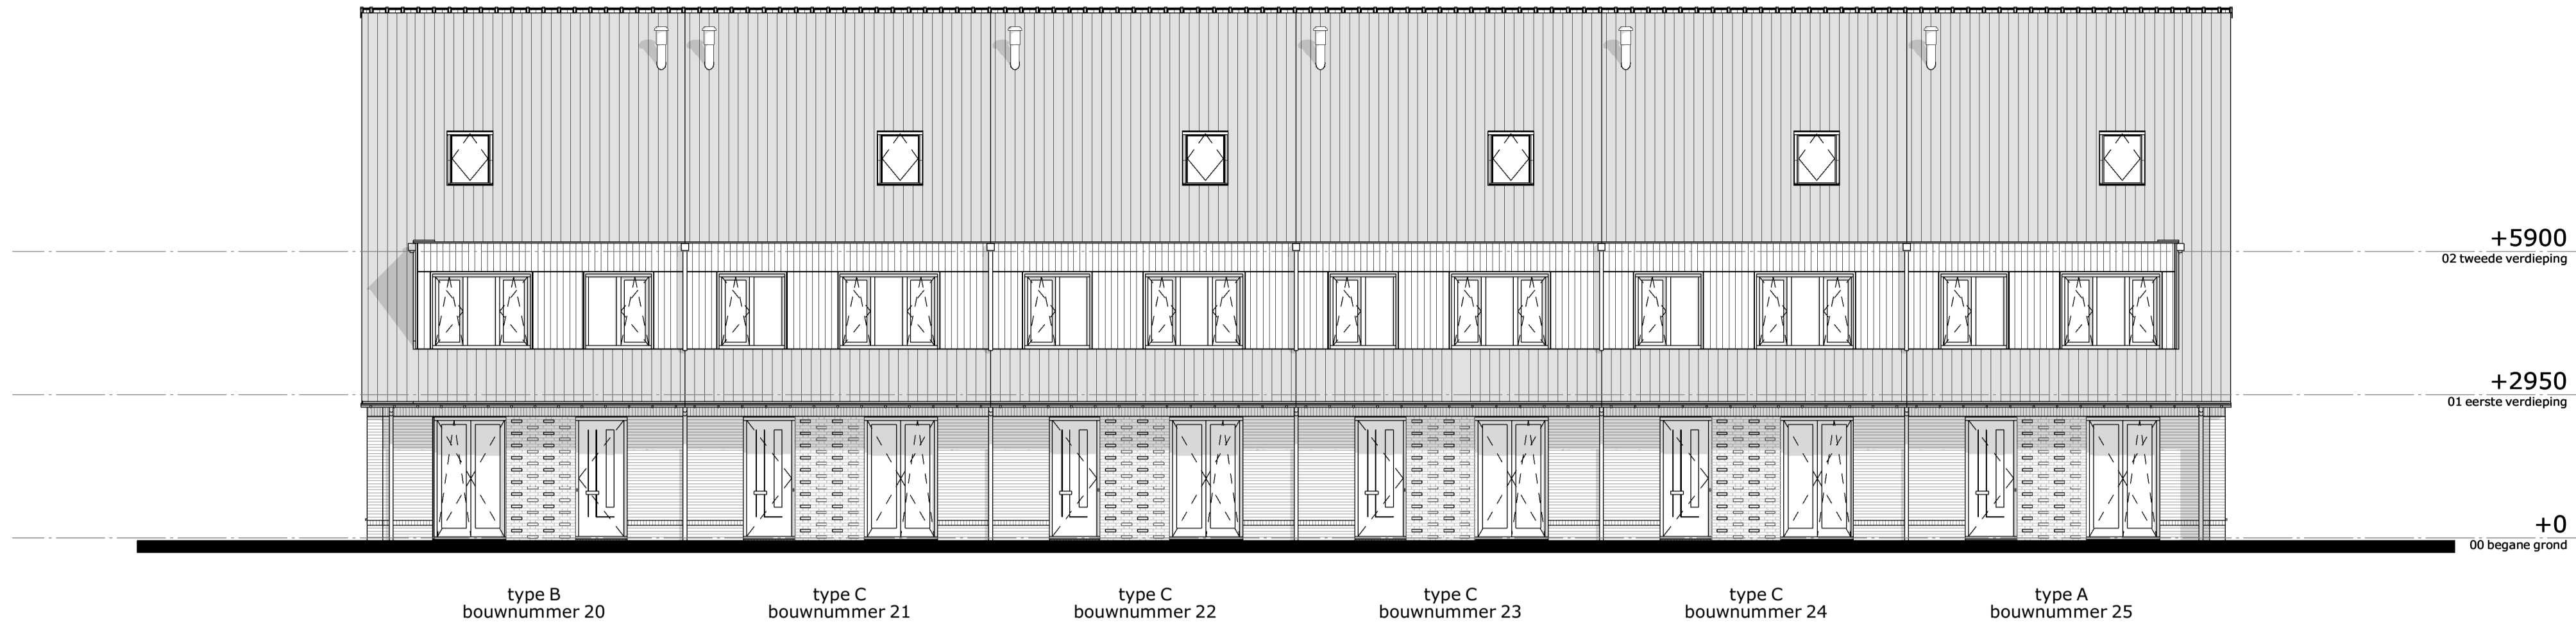 +5900
02 tweede verdieping
+2950
01 eerste verdieping
+0
00 begane grond
type B
bouwnummer 20
type C
bouwnummer 21
type C
bouwnummer 22
type C
bouwnummer 23
type C
bouwnummer 24
type A
bouwnummer 25